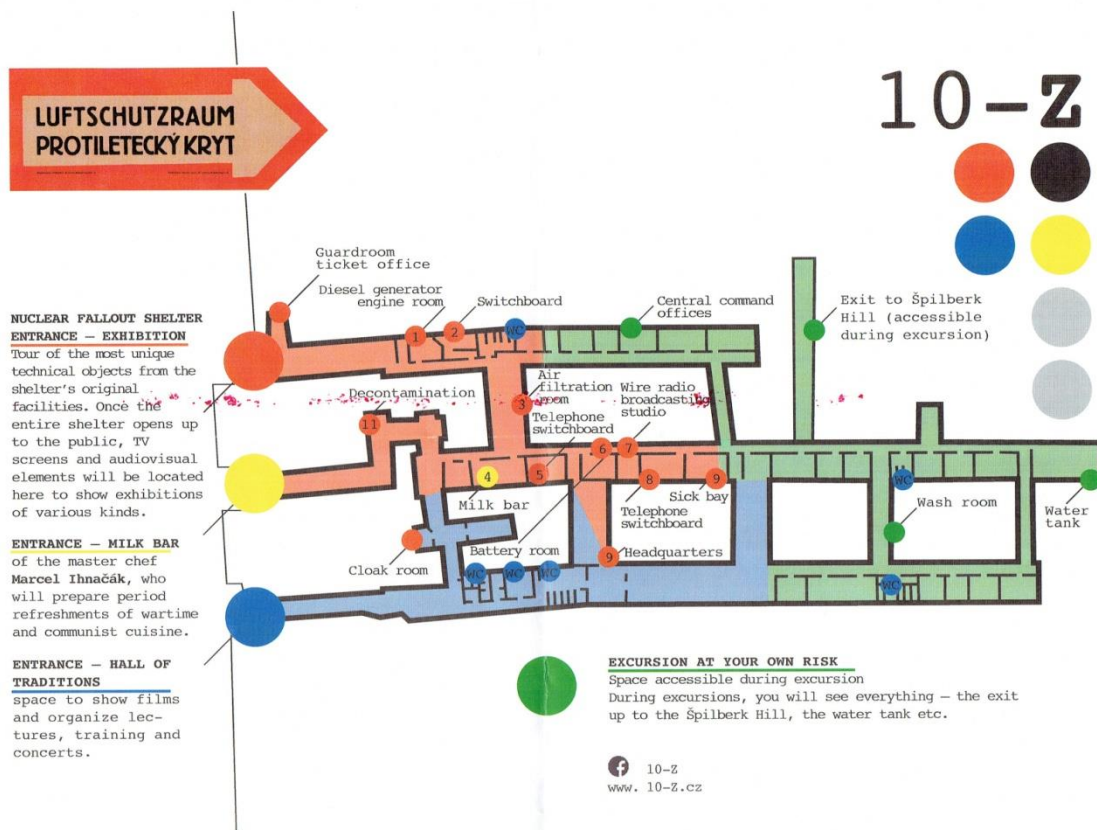 LUFTSCHUTZRAUM
PROTILETECKÝ KRYT
10-Z
Guardroom
ticket office
Diesel generator
engine room
Switchboard
Central command
offices
Exit to Špilberk
Hill (accessible
during excursion)
NUCLEAR FALLOUT SHELTER
ENTRANCE — EXHIBITION
Tour of the most unique
technical objects from the
shelter's original
facilities. Once the
entire shelter opens up
to the public, TV
screens and audiovisual
elements will be located
here to show exhibitions
of various kinds.
ENTRANCE — MILK BAR
of the master chef
Marcel Ihnačák, who
will prepare period
refreshments of wartime
and communist cuisine.
ENTRANCE — HALL OF
TRADITIONS
space to show films
and organize lec-
tures, training and
concerts.
1
2
WC
Decontamination
11
Air
filtration
room
3
Wire radio
broadcasting
studio
Telephone
switchboard
6
7
4
5
8
9
WC
Milk bar
Telephone
switchboard
Sick bay
Wash room
Water
tank
Cloak room
Battery room
9
Headquarters
WC
WC
WC
WC
EXCURSION AT YOUR OWN RISK
Space accessible during excursion
During excursions, you will see everything — the exit
up to the Špilberk Hill, the water tank etc.
10-Z
www. 10-Z.cz